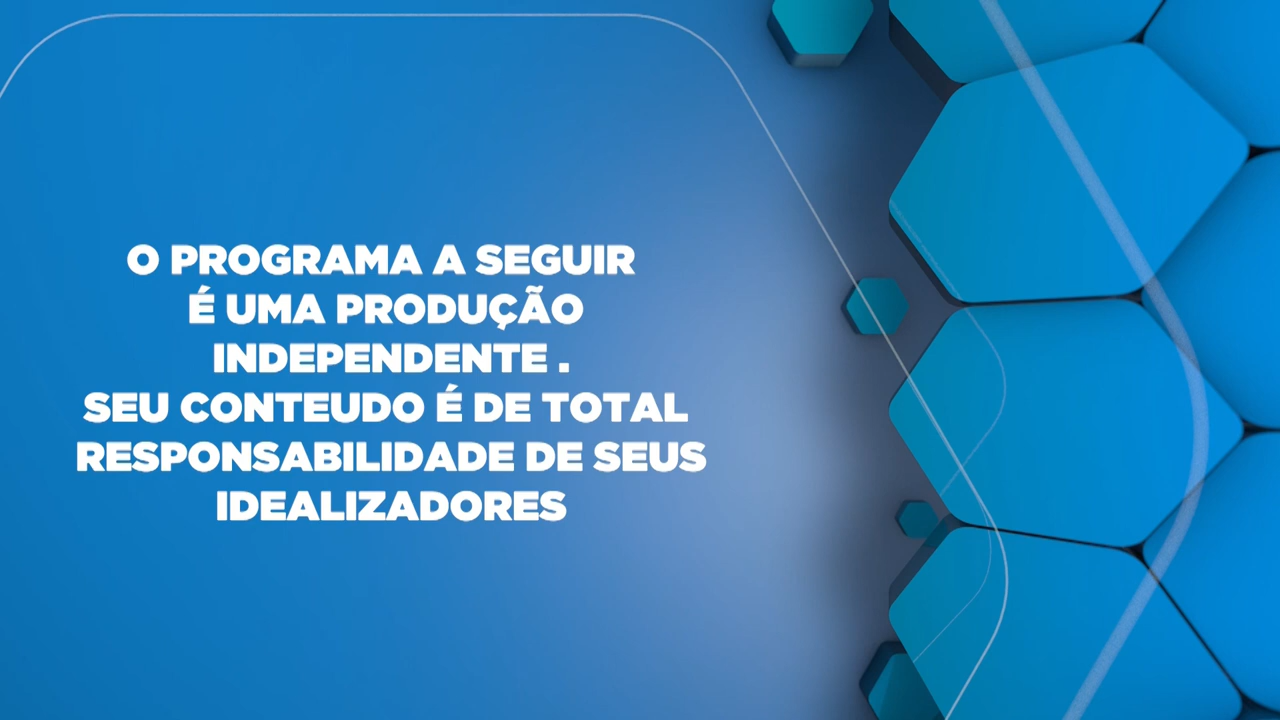 O PROGRAMA A SEGUIR
É UMA PRODUÇÃO
INDEPENDENTE .
SEU CONTEUDO É DE TOTAL
RESPONSABILIDADE DE SEUS
IDEALIZADORES